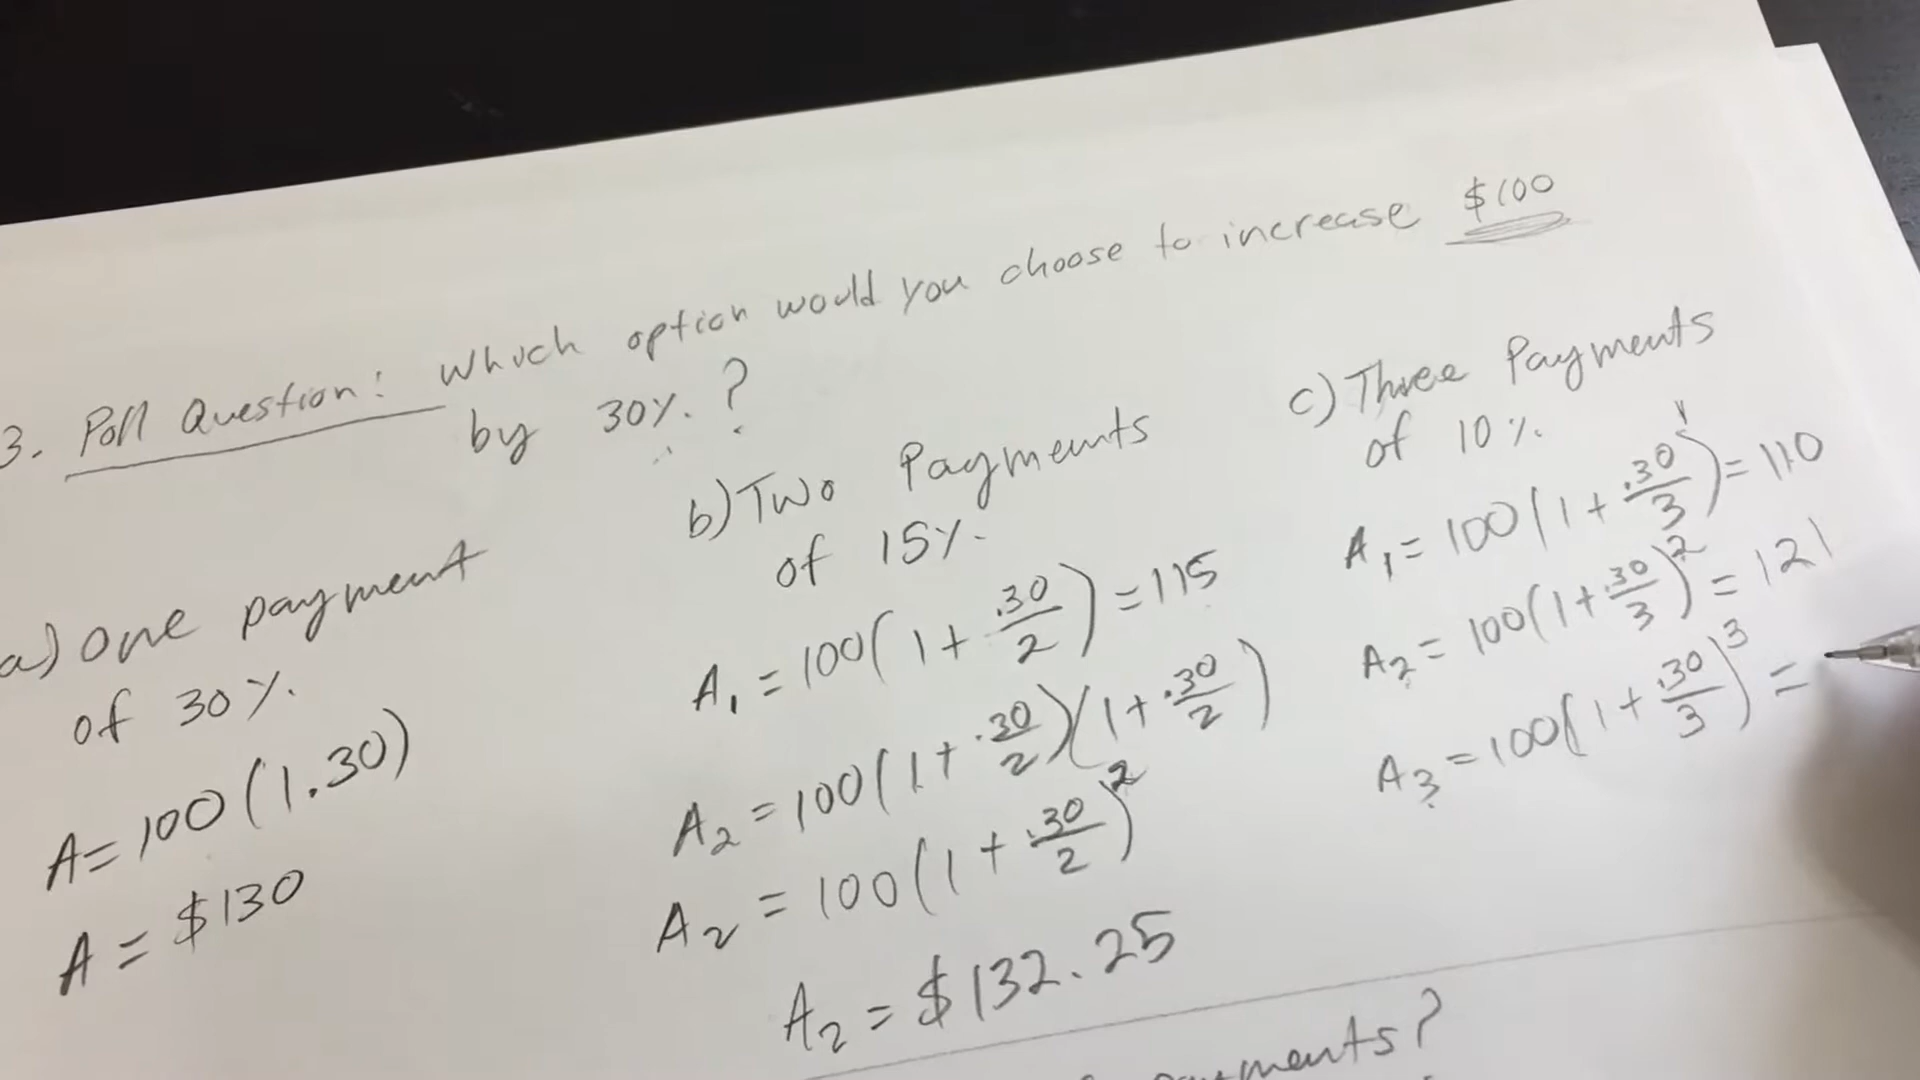 3. Poll Question: Which option would you choose to increase $100
by 30%?
a) One payment
of 30%.
A = 100(1.30)
A = $130
b) Two Payments
of 15%.
A₁ = 100(1 + .30/2) = 115
A₂ = 100(1 + .30/2)(1 + .30/2)
A₂ = 100(1 + .30/2)²
A₂ = $132.25
c) Three Payments
of 10%.
A₁ = 100(1 + .30/3)¹ = 110
A₂ = 100(1 + .30/3)² = 121
A₃ = 100(1 + .30/3)³ =
payments?